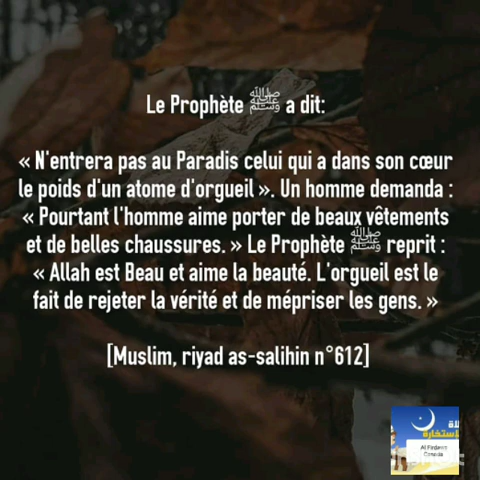 Le Prophète ﷺ a dit:
« N'entrera pas au Paradis celui qui a dans son cœur
le poids d'un atome d'orgueil ». Un homme demanda :
« Pourtant l'homme aime porter de beaux vêtements
et de belles chaussures. » Le Prophète ﷺ reprit :
« Allah est Beau et aime la beauté. L'orgueil est le
fait de rejeter la vérité et de mépriser les gens. »
[Muslim, riyad as-salihin n°612]
Al Firdaws